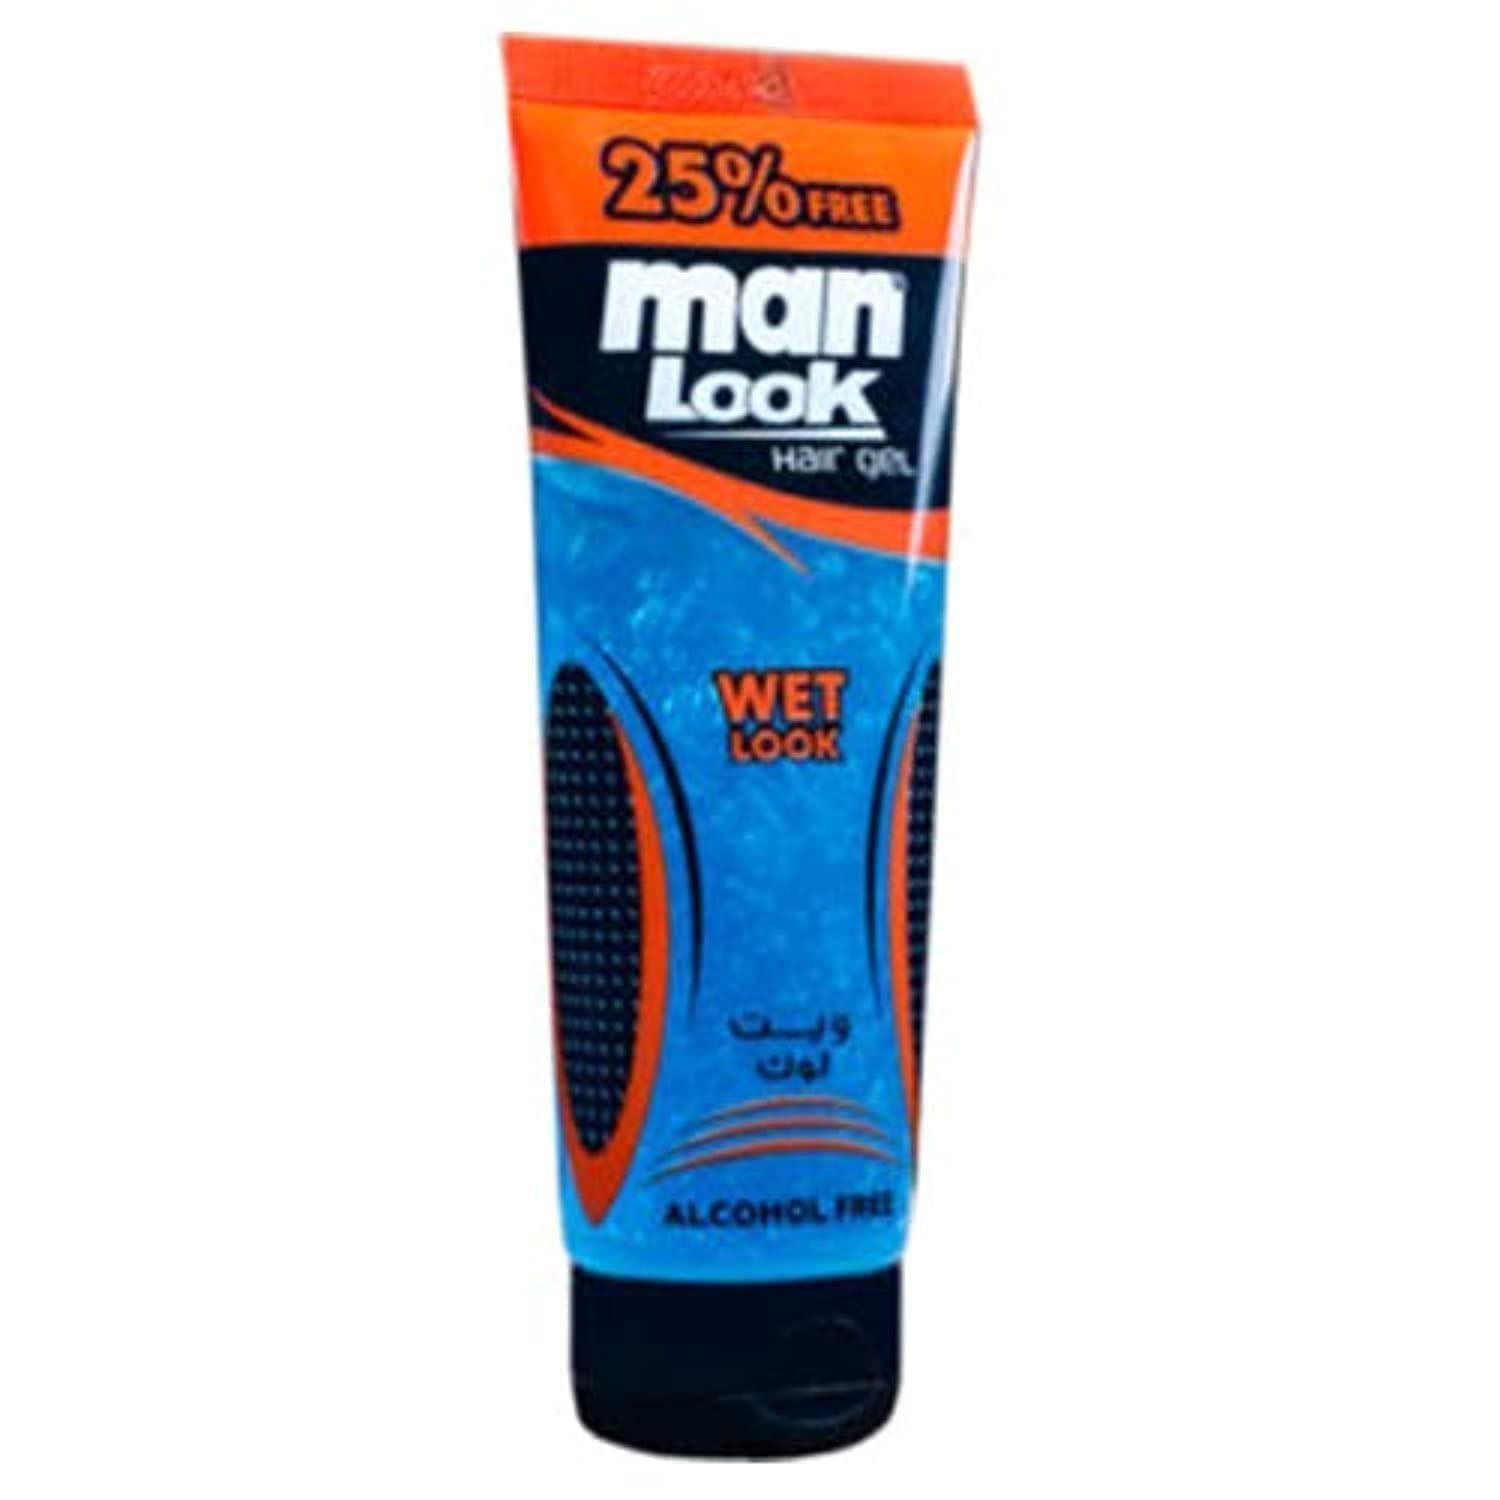 25% FREE
man
Look
Hair gel
WET
LOOK
ويت
لوك
ALCOHOL FREE